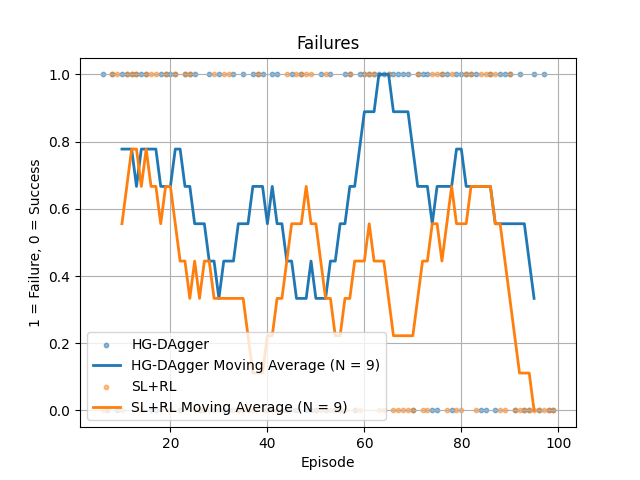 Failures
1.0
0.8
0.6
0.4
0.2
0.0
1 = Failure, 0 = Success
HG-DAgger
HG-DAgger Moving Average (N = 9)
SL+RL
SL+RL Moving Average (N = 9)
20
40
60
80
100
Episode